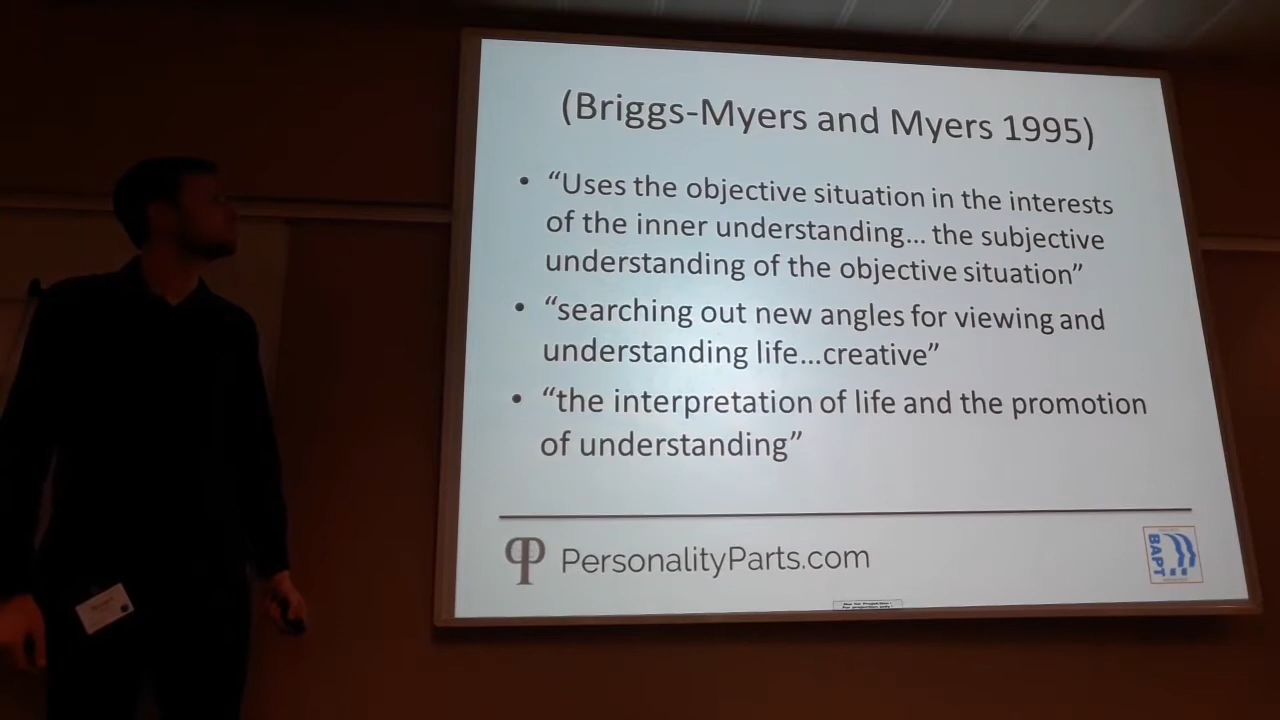 (Briggs-Myers and Myers 1995)
• “Uses the objective situation in the interests
of the inner understanding... the subjective
understanding of the objective situation”
• “searching out new angles for viewing and
understanding life...creative”
• “the interpretation of life and the promotion
of understanding”
PersonalityParts.com
BAPT